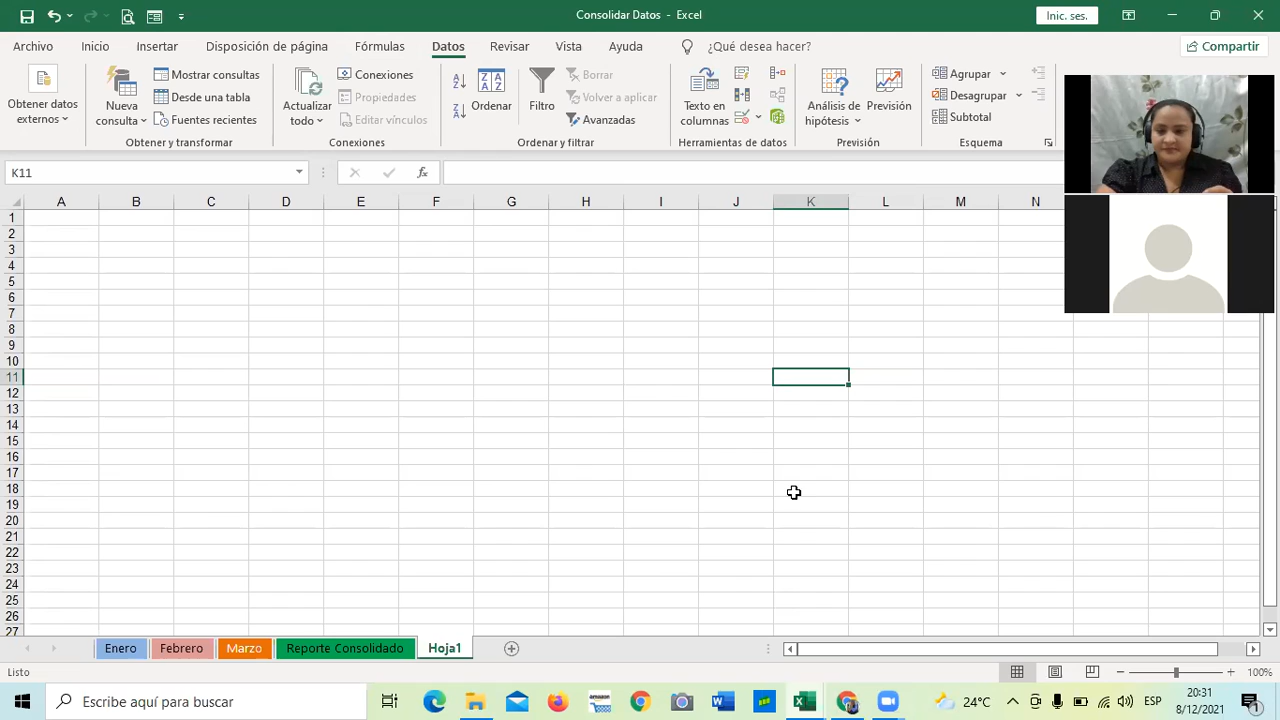 Consolidar Datos - Excel
Inic. ses.
Archivo Inicio Insertar Disposición de página Fórmulas Datos Revisar Vista Ayuda ¿Qué desea hacer? Compartir
Obtener datos externos
Nueva consulta
Mostrar consultas
Desde una tabla
Fuentes recientes
Obtener y transformar
Actualizar todo
Conexiones
Propiedades
Editar vínculos
Conexiones
Ordenar
Filtro
Borrar
Volver a aplicar
Avanzadas
Ordenar y filtrar
Texto en columnas
Herramientas de datos
Análisis de hipótesis
Previsión
Previsión
Agrupar
Desagrupar
Subtotal
Esquema
K11
fx
A B C D E F G H I J K L M N
1
2
3
4
5
6
7
8
9
10
11
12
13
14
15
16
17
18
19
20
21
22
23
24
25
26
27
Enero Febrero Marzo Reporte Consolidado Hoja1
Listo
100%
Escribe aquí para buscar
24°C
ESP
20:31
8/12/2021